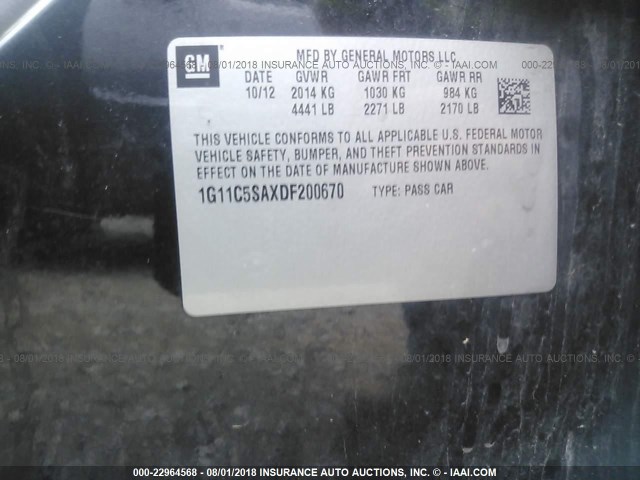 GM
MFD BY GENERAL MOTORS LLC
DATE GVWR GAWR FRT GAWR RR
10/12 2014 KG 1030 KG 984 KG
4441 LB 2271 LB 2170 LB
THIS VEHICLE CONFORMS TO ALL APPLICABLE U.S. FEDERAL MOTOR
VEHICLE SAFETY, BUMPER, AND THEFT PREVENTION STANDARDS IN
EFFECT ON THE DATE OF MANUFACTURE SHOWN ABOVE.
1G11C5SAXDF200670 TYPE: PASS CAR
000-22964568 - 08/01/2018 INSURANCE AUTO AUCTIONS, INC. - IAAI.COM